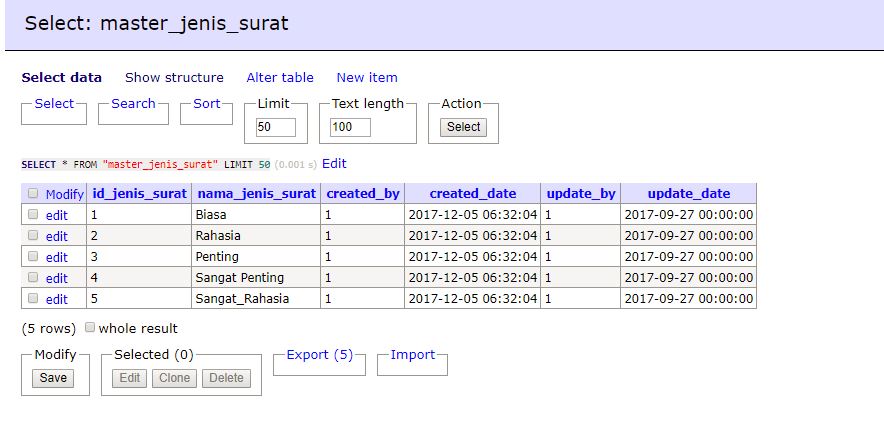 Select: master_jenis_surat
Select data Show structure Alter table New item
Select Search Sort Limit Text length Action
50 100 Select
SELECT * FROM "master_jenis_surat" LIMIT 50 (0.001 s) Edit
Modify id_jenis_surat nama_jenis_surat created_by created_date update_by update_date
edit 1 Biasa 1 2017-12-05 06:32:04 1 2017-09-27 00:00:00
edit 2 Rahasia 1 2017-12-05 06:32:04 1 2017-09-27 00:00:00
edit 3 Penting 1 2017-12-05 06:32:04 1 2017-09-27 00:00:00
edit 4 Sangat Penting 1 2017-12-05 06:32:04 1 2017-09-27 00:00:00
edit 5 Sangat_Rahasia 1 2017-12-05 06:32:04 1 2017-09-27 00:00:00
(5 rows) whole result
Modify Selected (0) Export (5) Import
Save Edit Clone Delete